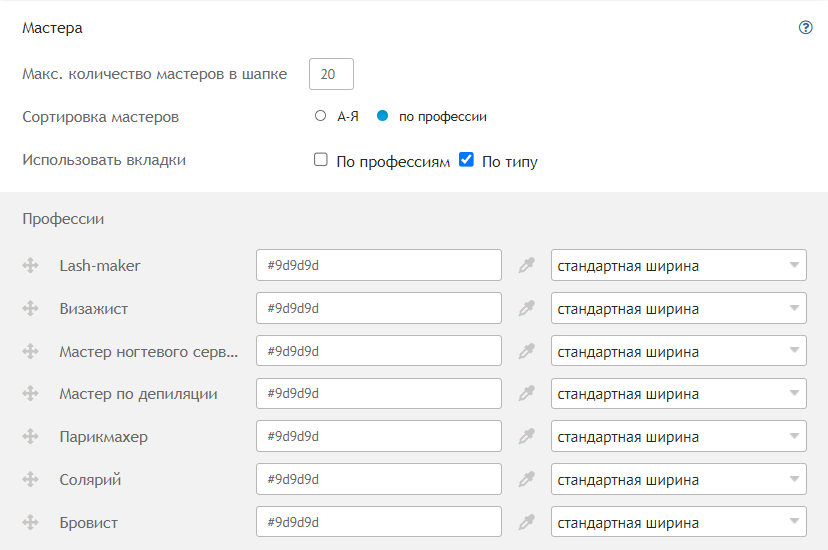 Мастера
Макс. количество мастеров в шапке 20
Сортировка мастеров А-Я по профессии
Использовать вкладки По профессиям По типу
Профессии
Lash-maker #9d9d9d стандартная ширина
Визажист #9d9d9d стандартная ширина
Мастер ногтевого серв... #9d9d9d стандартная ширина
Мастер по депиляции #9d9d9d стандартная ширина
Парикмахер #9d9d9d стандартная ширина
Солярий #9d9d9d стандартная ширина
Бровист #9d9d9d стандартная ширина